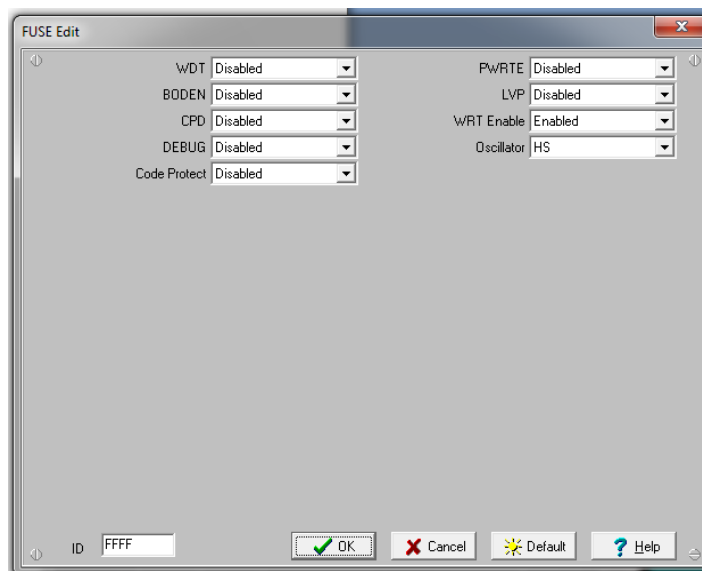 FUSE Edit
WDT Disabled PWRTE Disabled
BODEN Disabled LVP Disabled
CPD Disabled WRT Enable Enabled
DEBUG Disabled Oscillator HS
Code Protect Disabled
ID FFFF OK Cancel Default Help